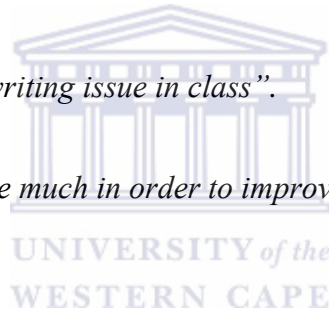 writing issue in class”.
much in order to improv
UNIVERSITY of the
WESTERN CAPE